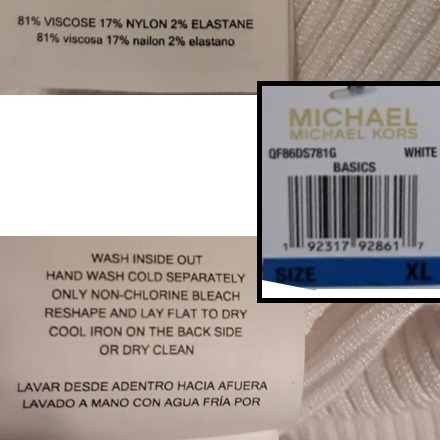 81% VISCOSE 17% NYLON 2% ELASTANE
81% viscosa 17% nailon 2% elastano
MICHAEL
MICHAEL KORS
QF86DS781G WHITE
BASICS
1 92317 92861 7
SIZE XL
WASH INSIDE OUT
HAND WASH COLD SEPARATELY
ONLY NON-CHLORINE BLEACH
RESHAPE AND LAY FLAT TO DRY
COOL IRON ON THE BACK SIDE
OR DRY CLEAN
LAVAR DESDE ADENTRO HACIA AFUERA
LAVADO A MANO CON AGUA FRÍA POR